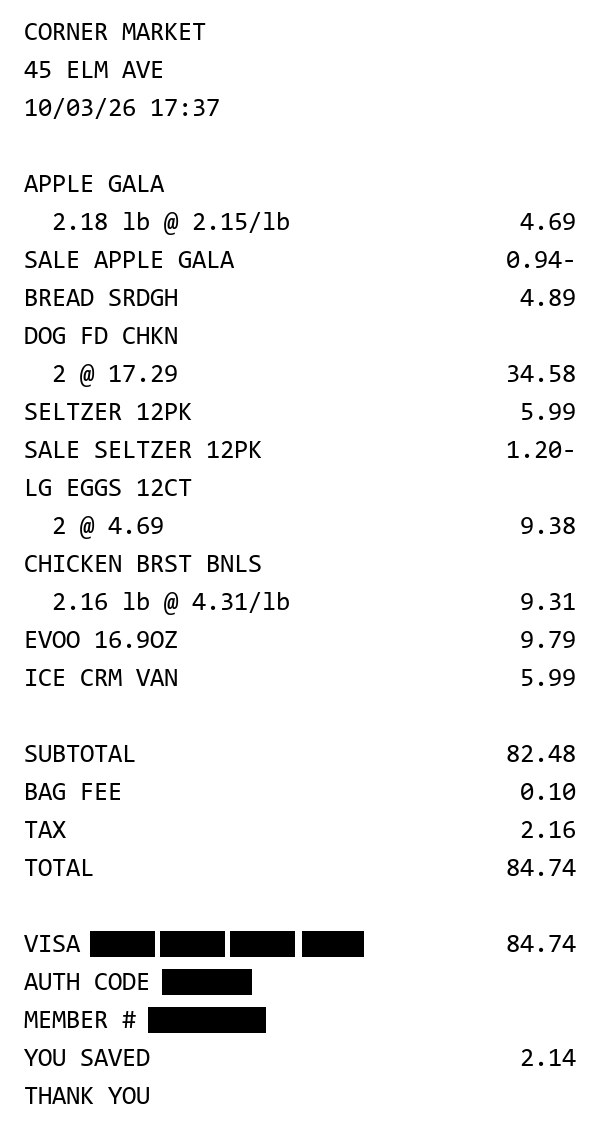 CORNER MARKET
45 ELM AVE
10/03/26 17:37
APPLE GALA
2.18 lb @ 2.15/lb 4.69
SALE APPLE GALA 0.94-
BREAD SRDGH 4.89
DOG FD CHKN
2 @ 17.29 34.58
SELTZER 12PK 5.99
SALE SELTZER 12PK 1.20-
LG EGGS 12CT
2 @ 4.69 9.38
CHICKEN BRST BNLS
2.16 lb @ 4.31/lb 9.31
EVOO 16.9OZ 9.79
ICE CRM VAN 5.99
SUBTOTAL 82.48
BAG FEE 0.10
TAX 2.16
TOTAL 84.74
VISA 84.74
AUTH CODE
MEMBER #
YOU SAVED 2.14
THANK YOU